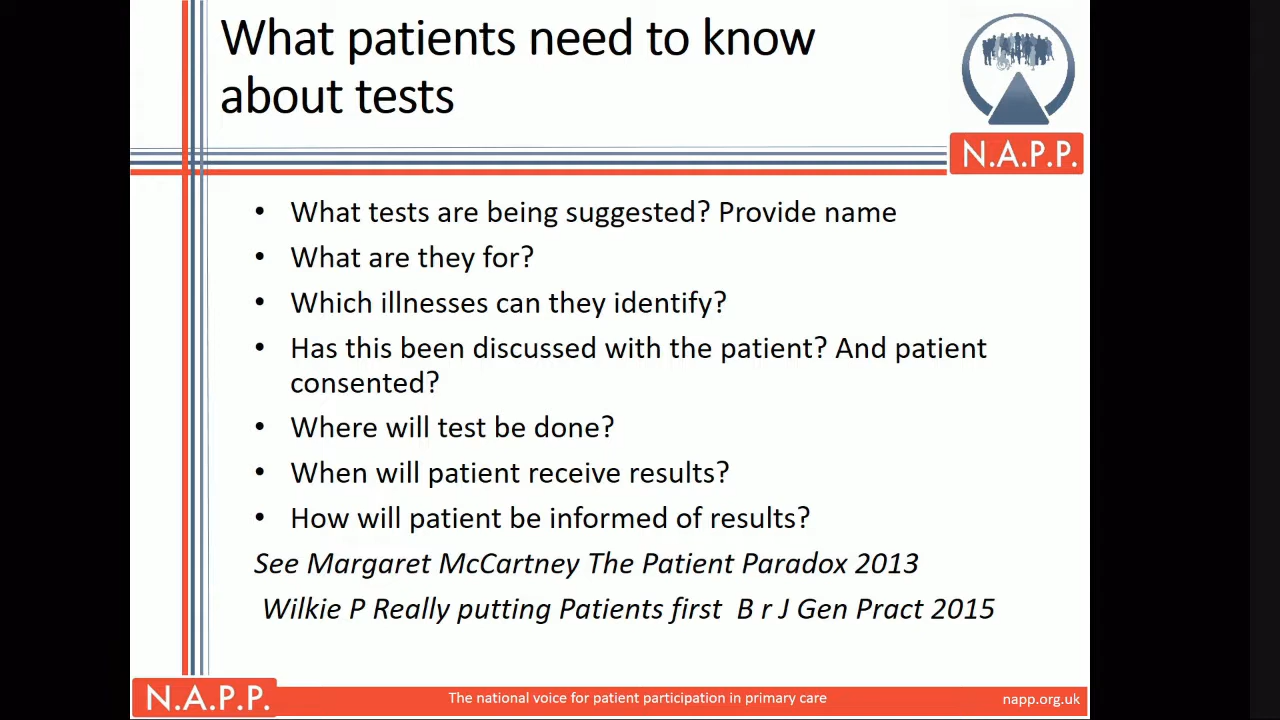 What patients need to know
about tests
N.A.P.P.
• What tests are being suggested? Provide name
• What are they for?
• Which illnesses can they identify?
• Has this been discussed with the patient? And patient
consented?
• Where will test be done?
• When will patient receive results?
• How will patient be informed of results?
See Margaret McCartney The Patient Paradox 2013
Wilkie P Really putting Patients first B r J Gen Pract 2015
N.A.P.P.
The national voice for patient participation in primary care
napp.org.uk